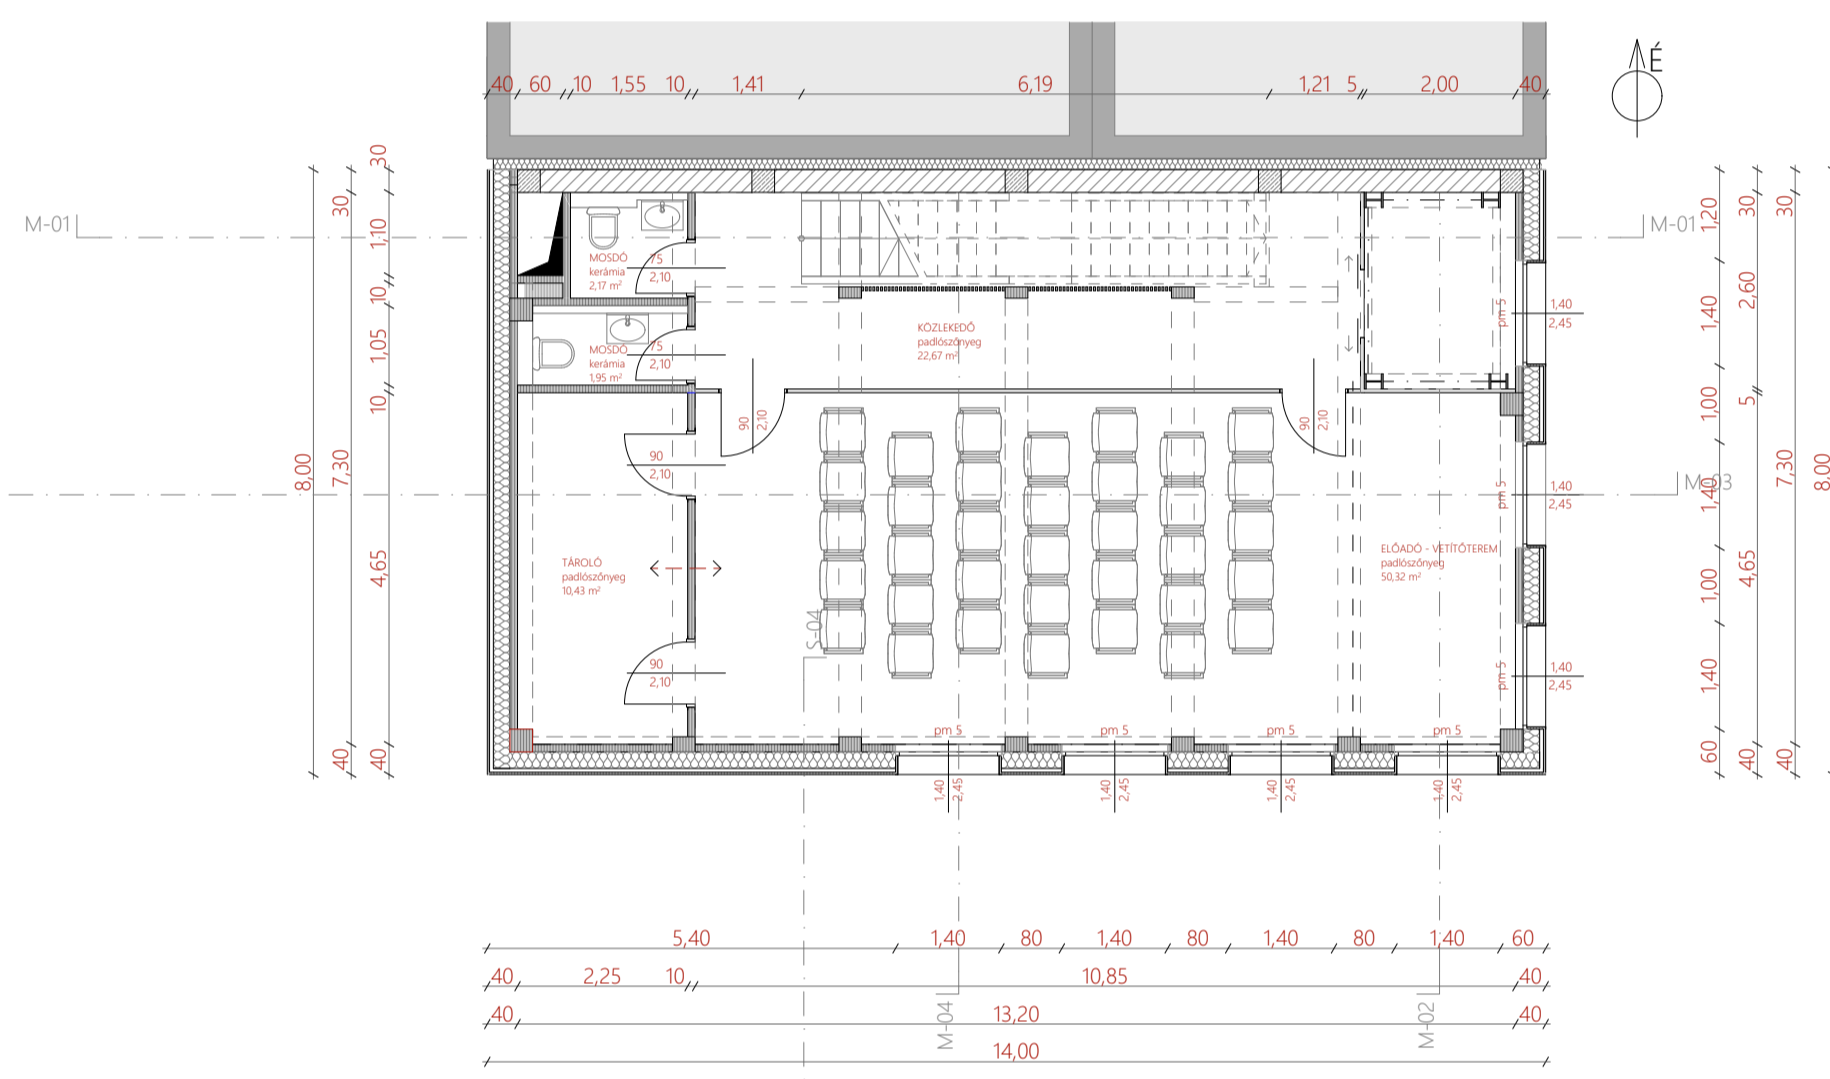 É
40 60 10 1,55 10 1,41 6,19 1,21 5 2,00 40
M-01
M-01
MOSDÓ
kerámia
2,17 m²
75
2,10
MOSDÓ
kerámia
1,95 m²
75
2,10
KÖZLEKEDŐ
padlószőnyeg
22,67 m²
90
2,10
90
2,10
90
2,10
90
2,10
TÁROLÓ
padlószőnyeg
10,43 m²
ELŐADÓ - VETÍTŐTEREM
padlószőnyeg
50,32 m²
S-04
M-03
pm 5
1,40
2,45
pm 5
1,40
2,45
pm 5
1,40
2,45
pm 5
pm 5
pm 5
pm 5
1,40
2,45
1,40
2,45
1,40
2,45
1,40
2,45
8,00
30 7,30 40
30 1,10 10 1,05 10 4,65 40
1,20 1,40 1,00 1,40 1,00 1,40 60
30 2,60 5 4,65 40
30 7,30 40
8,00
5,40 1,40 80 1,40 80 1,40 80 1,40 60
40 2,25 10 10,85 40
40 13,20 40
14,00
M-04
M-02